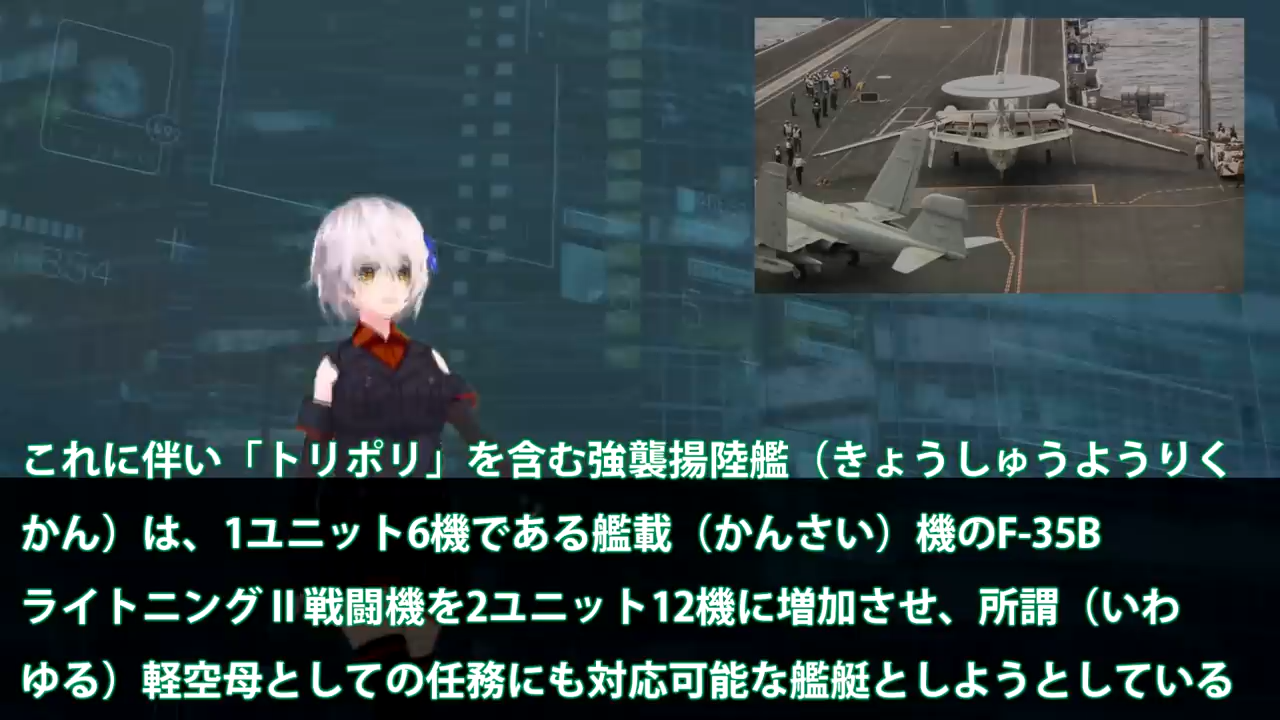 これに伴い「トリポリ」を含む強襲揚陸艦（きょうしゅうようりく
かん）は、1ユニット6機である艦載（かんさい）機のF-35B
ライトニングⅡ戦闘機を2ユニット12機に増加させ、所謂（いわ
ゆる）軽空母としての任務にも対応可能な艦艇としようとしている